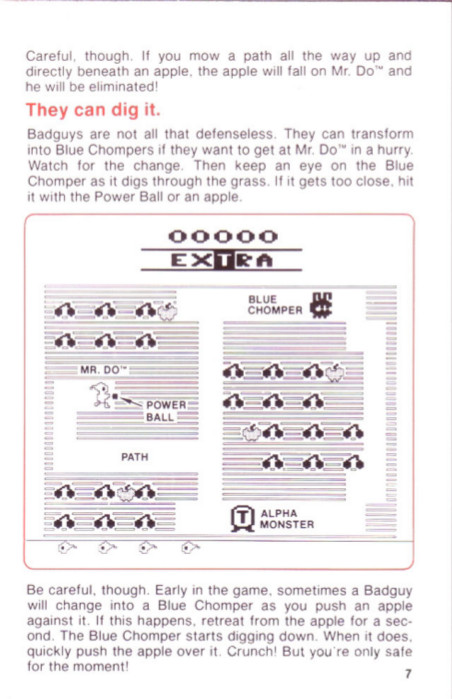 Careful, though. If you mow a path all the way up and
directly beneath an apple, the apple will fall on Mr. Do™ and
he will be eliminated!
They can dig it.
Badguys are not all that defenseless. They can transform
into Blue Chompers if they want to get at Mr. Do™ in a hurry.
Watch for the change. Then keep an eye on the Blue
Chomper as it digs through the grass. If it gets too close, hit
it with the Power Ball or an apple.
00000
EXTRA
BLUE
CHOMPER
MR. DO™
POWER
BALL
PATH
T
ALPHA
MONSTER
Be careful, though. Early in the game, sometimes a Badguy
will change into a Blue Chomper as you push an apple
against it. If this happens, retreat from the apple for a sec-
ond. The Blue Chomper starts digging down. When it does,
quickly push the apple over it. Crunch! But you're only safe
for the moment!
7